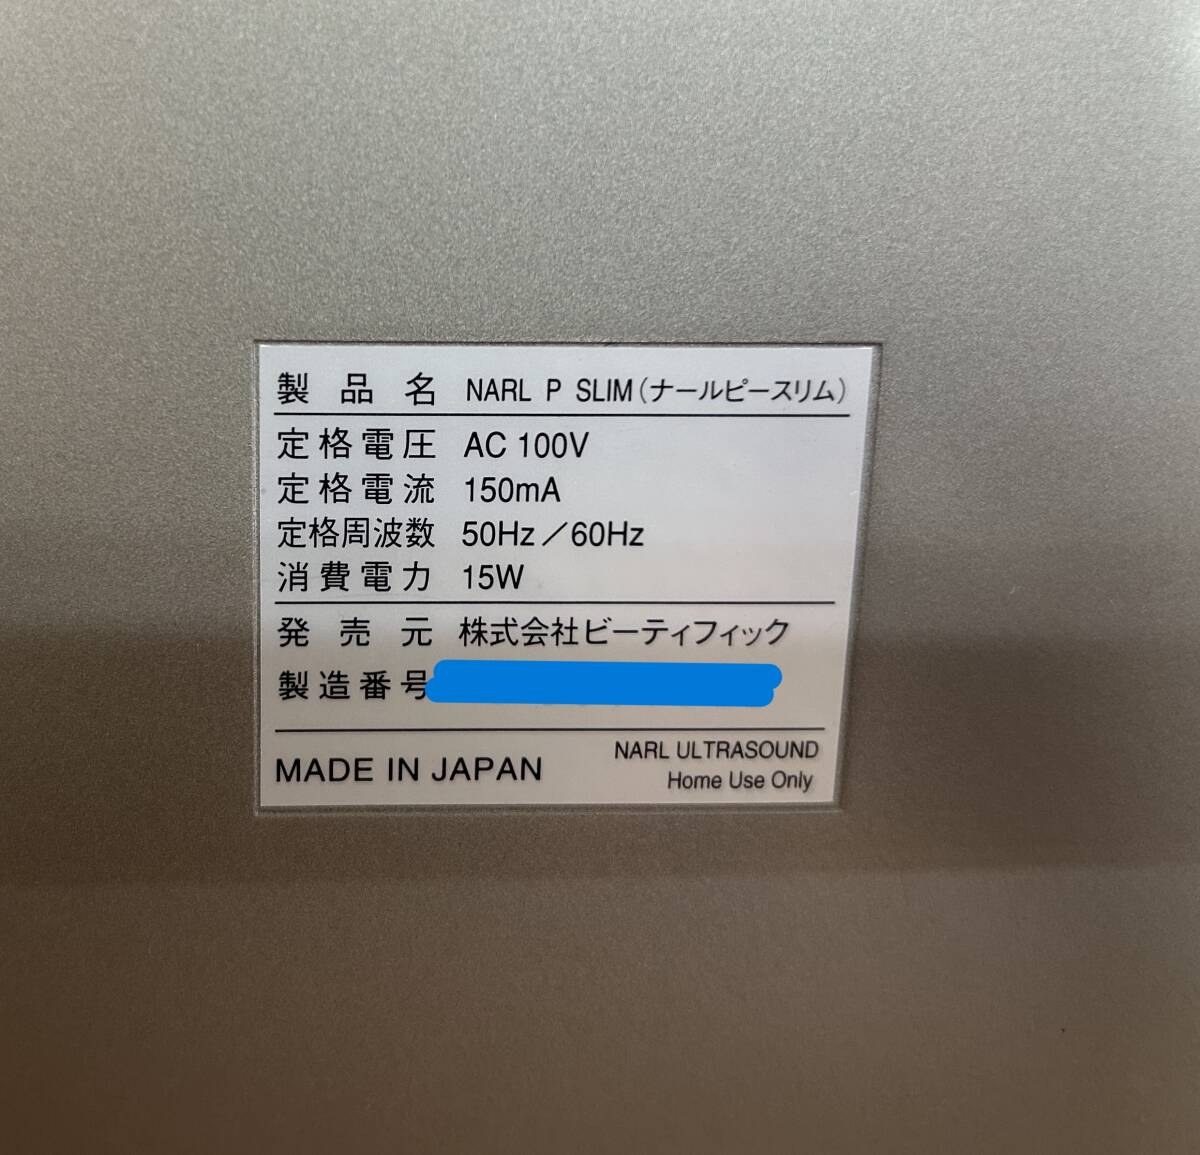 製品名 NARL P SLIM(ナールピースリム)
定格電圧 AC 100V
定格電流 150mA
定格周波数 50Hz/60Hz
消費電力 15W
発売元 株式会社ビーティフィック
製造番号
MADE IN JAPAN
NARL ULTRASOUND
Home Use Only